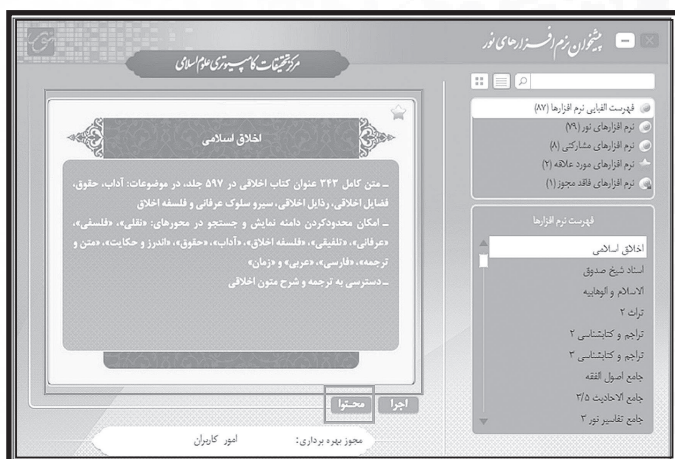 پیشخوان نرم افزارهای نور
مرکز تحقیقات کامپیوتری علوم اسلامی
فهرست الفبایی نرم افزارها (۸۷)
نرم افزارهای نور (۷۹)
نرم افزارهای مشارکتی (۸)
نرم افزارهای مورد علاقه (۲)
نرم افزارهای فاقد مجوز (۱)
فهرست نرم افزارها
اخلاق اسلامی
اسناد شیخ صدوق
الاسلام و الوهابیه
تراث ۲
تراجم و کتابشناسی ۲
تراجم و کتابشناسی ۳
جامع اصول الفقه
جامع الاحادیث ۳/۵
جامع تفاسیر نور ۳
اخلاق اسلامی
ـ متن کامل ۳۴۳ عنوان کتاب اخلاقی در ۵۹۷ جلد، در موضوعات: آداب، حقوق،
فضایل اخلاقی، رذایل اخلاقی، سیرو سلوک عرفانی و فلسفه اخلاق
ـ امکان محدودکردن دامنه نمایش و جستجو در محورهای: «نقلی»، «فلسفی»،
«عرفانی»، «تلفیقی»، «فلسفه اخلاق»، «آداب»، «حقوق»، «اندرز و حکایت»، «متن و
ترجمه»، «فارسی»، «عربی» و «زمان»
ـ دسترسی به ترجمه و شرح متون اخلاقی
اجرا
محتوا
مجوز بهره برداری: امور کاربران